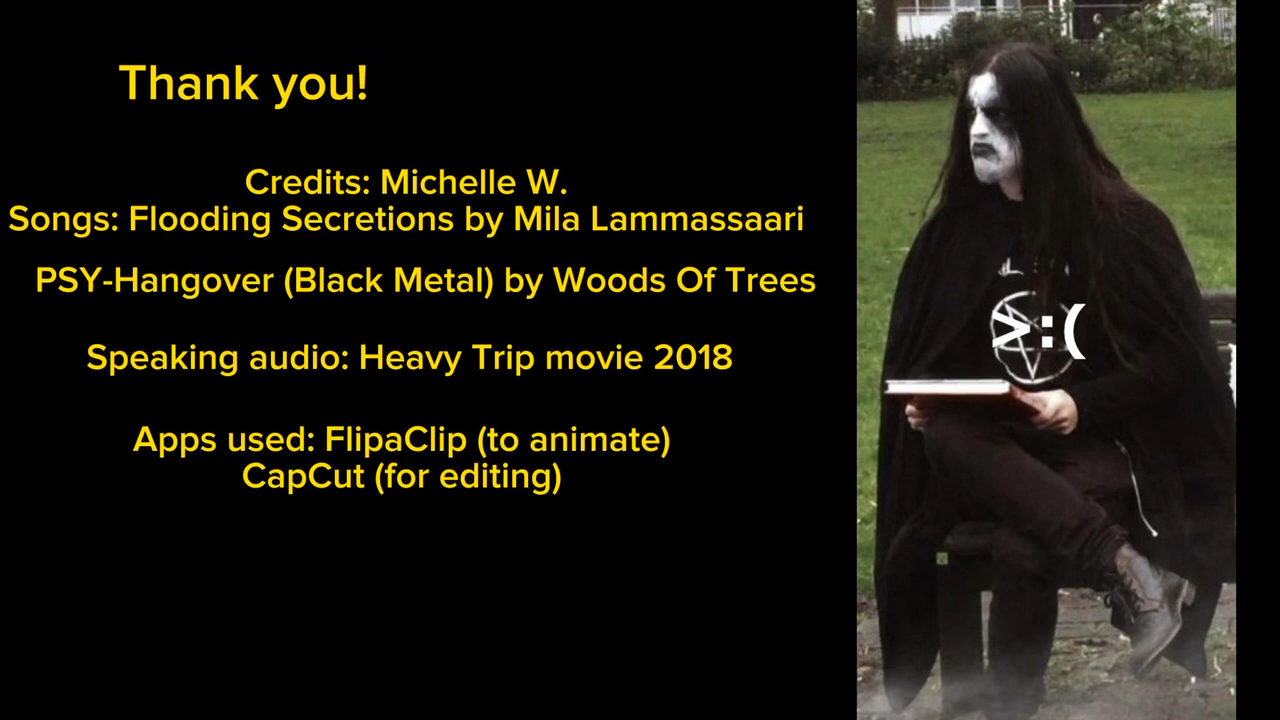 Thank you!
Credits: Michelle W.
Songs: Flooding Secretions by Mila Lammassaari
PSY-Hangover (Black Metal) by Woods Of Trees
Speaking audio: Heavy Trip movie 2018
Apps used: FlipaClip (to animate)
CapCut (for editing)
>:(